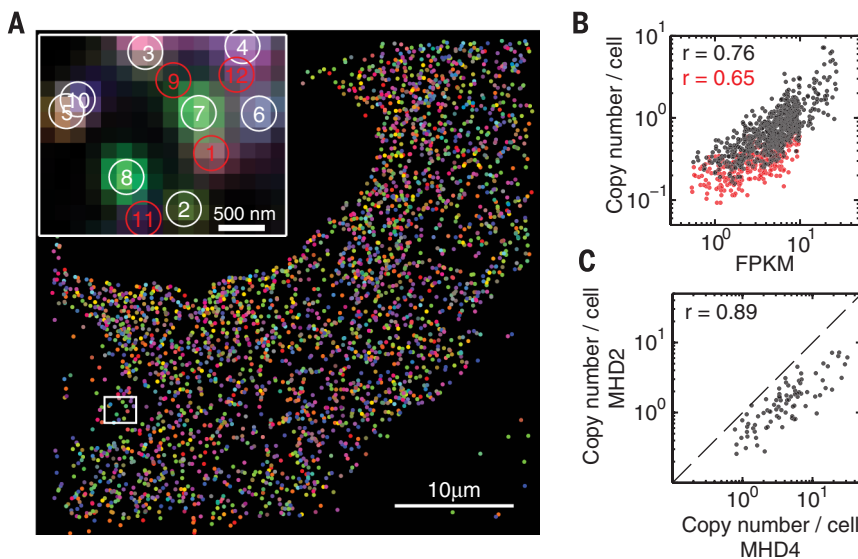 A
3
4
9
12
10
5
7
6
1
8
2
11
500 nm
10μm
B
r = 0.76
r = 0.65
10¹
10⁰
10⁻¹
Copy number / cell
10⁰
10¹
FPKM
C
r = 0.89
10¹
10⁰
Copy number / cell
MHD2
10⁰
10¹
Copy number / cell
MHD4